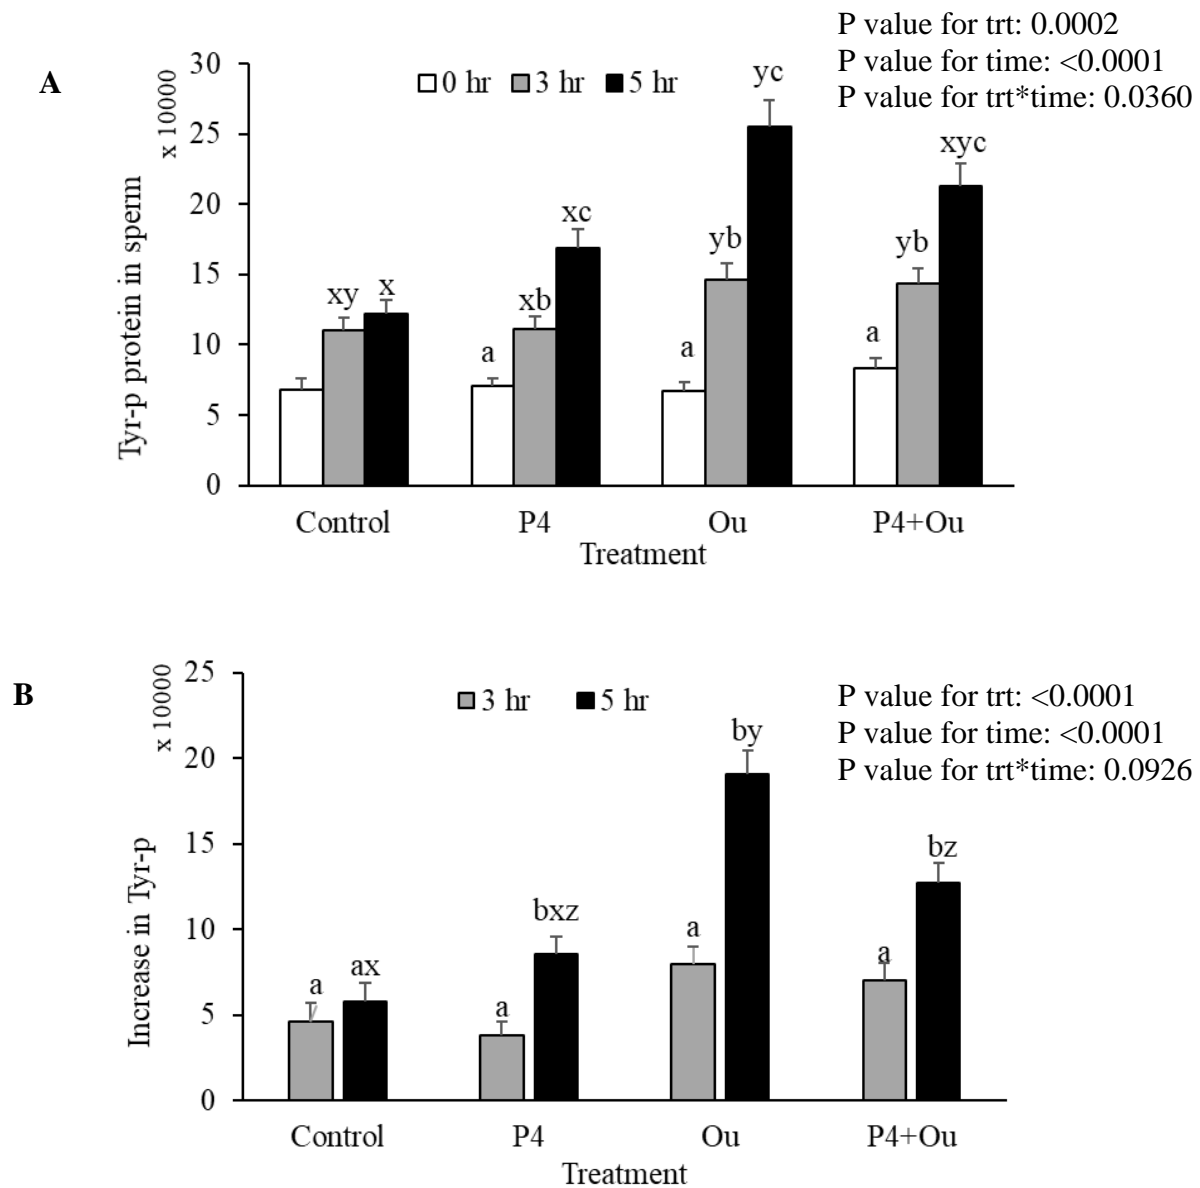 P value for trt: 0.0002
P value for time: <0.0001
P value for trt*time: 0.0360
A
x 10000
Tyr-p protein in sperm
0 hr 3 hr 5 hr
30
25
20
15
10
5
0
xy x
a xb xc
a yb yc
a yb xyc
Control P4 Ou P4+Ou
Treatment
B
x 10000
Increase in Tyr-p
3 hr 5 hr
P value for trt: <0.0001
P value for time: <0.0001
P value for trt*time: 0.0926
25
20
15
10
5
0
a ax
a bxz
a by
a bz
Control P4 Ou P4+Ou
Treatment